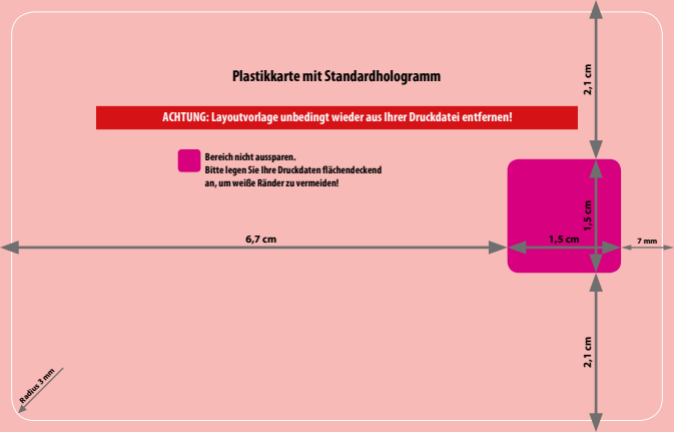 2,1 cm
Plastikkarte mit Standardhologramm
ACHTUNG: Layoutvorlage unbedingt wieder aus Ihrer Druckdatei entfernen!
Bereich nicht aussparen.
Bitte legen Sie Ihre Druckdaten flächendeckend
an, um weiße Ränder zu vermeiden!
1,5 cm
6,7 cm
1,5 cm
7 mm
2,1 cm
Radius 3 mm